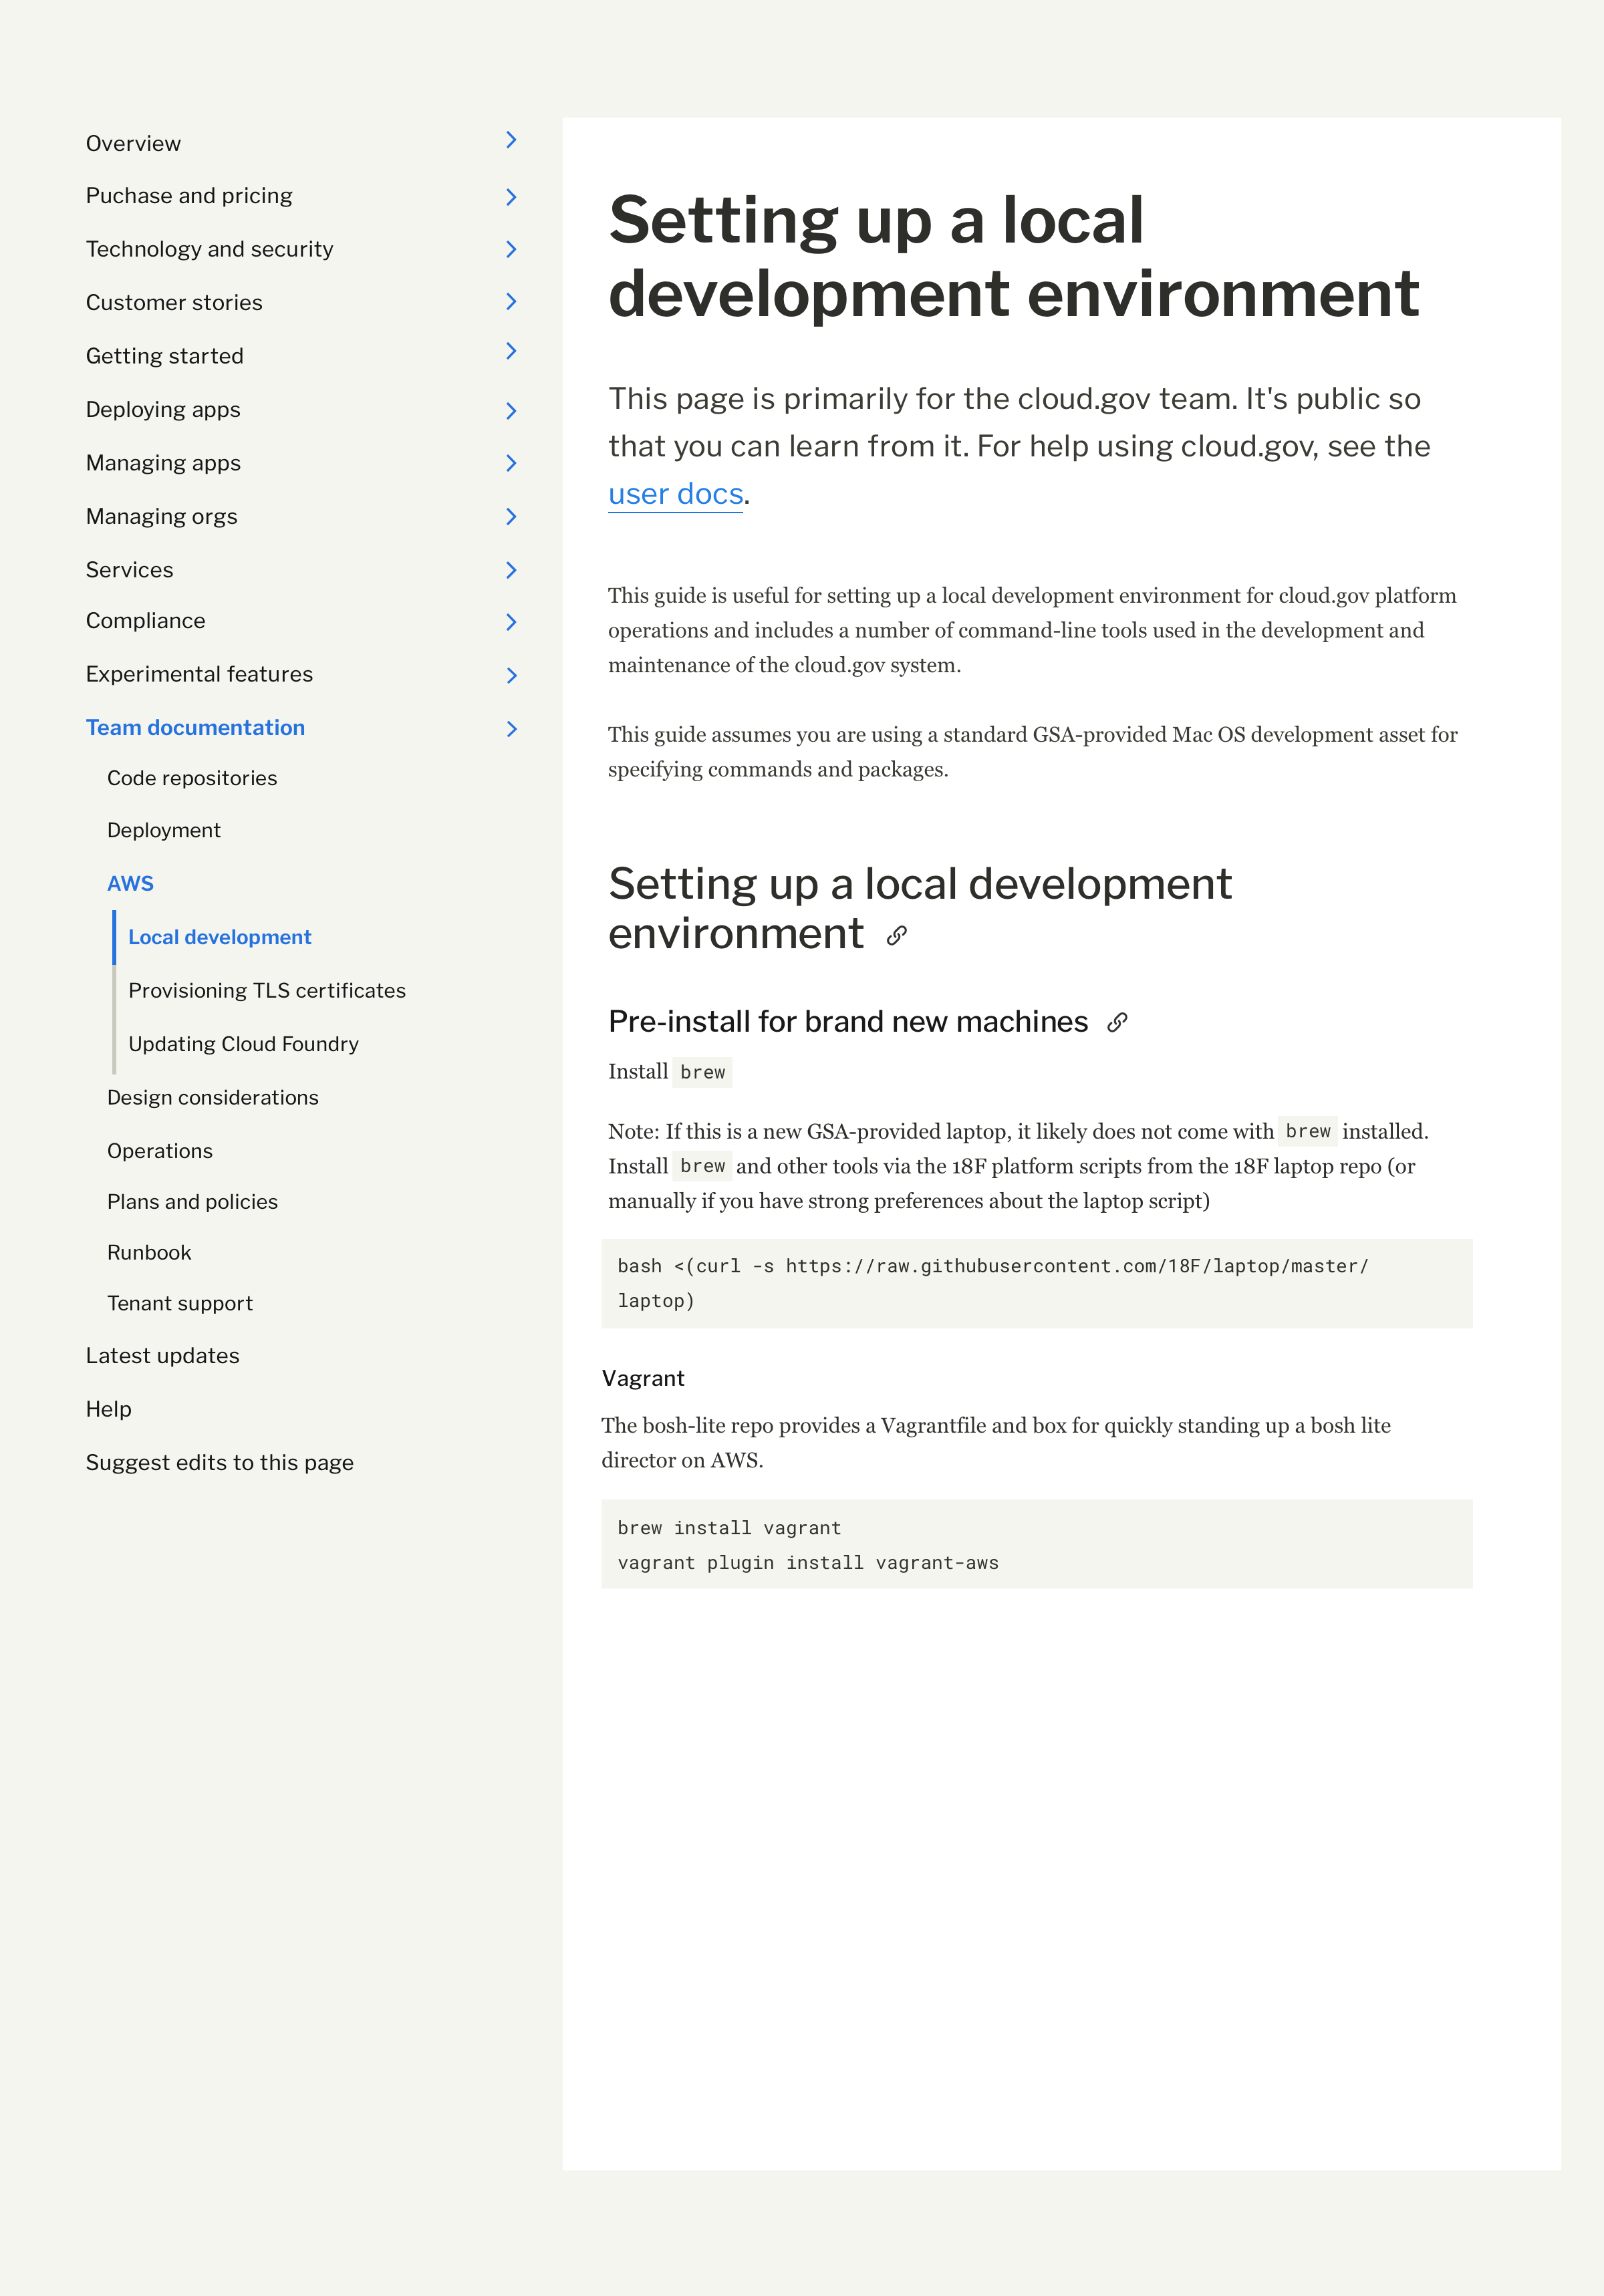 Overview
Puchase and pricing
Technology and security
Customer stories
Getting started
Deploying apps
Managing apps
Managing orgs
Services
Compliance
Experimental features
Team documentation
Code repositories
Deployment
AWS
Local development
Provisioning TLS certificates
Updating Cloud Foundry
Design considerations
Operations
Plans and policies
Runbook
Tenant support
Latest updates
Help
Suggest edits to this page
Setting up a local
development environment
This page is primarily for the cloud.gov team. It's public so
that you can learn from it. For help using cloud.gov, see the
user docs.
This guide is useful for setting up a local development environment for cloud.gov platform
operations and includes a number of command-line tools used in the development and
maintenance of the cloud.gov system.
This guide assumes you are using a standard GSA-provided Mac OS development asset for
specifying commands and packages.
Setting up a local development
environment
Pre-install for brand new machines
Install brew
Note: If this is a new GSA-provided laptop, it likely does not come with brew installed.
Install brew and other tools via the 18F platform scripts from the 18F laptop repo (or
manually if you have strong preferences about the laptop script)
bash <(curl -s https://raw.githubusercontent.com/18F/laptop/master/
laptop)
Vagrant
The bosh-lite repo provides a Vagrantfile and box for quickly standing up a bosh lite
director on AWS.
brew install vagrant
vagrant plugin install vagrant-aws